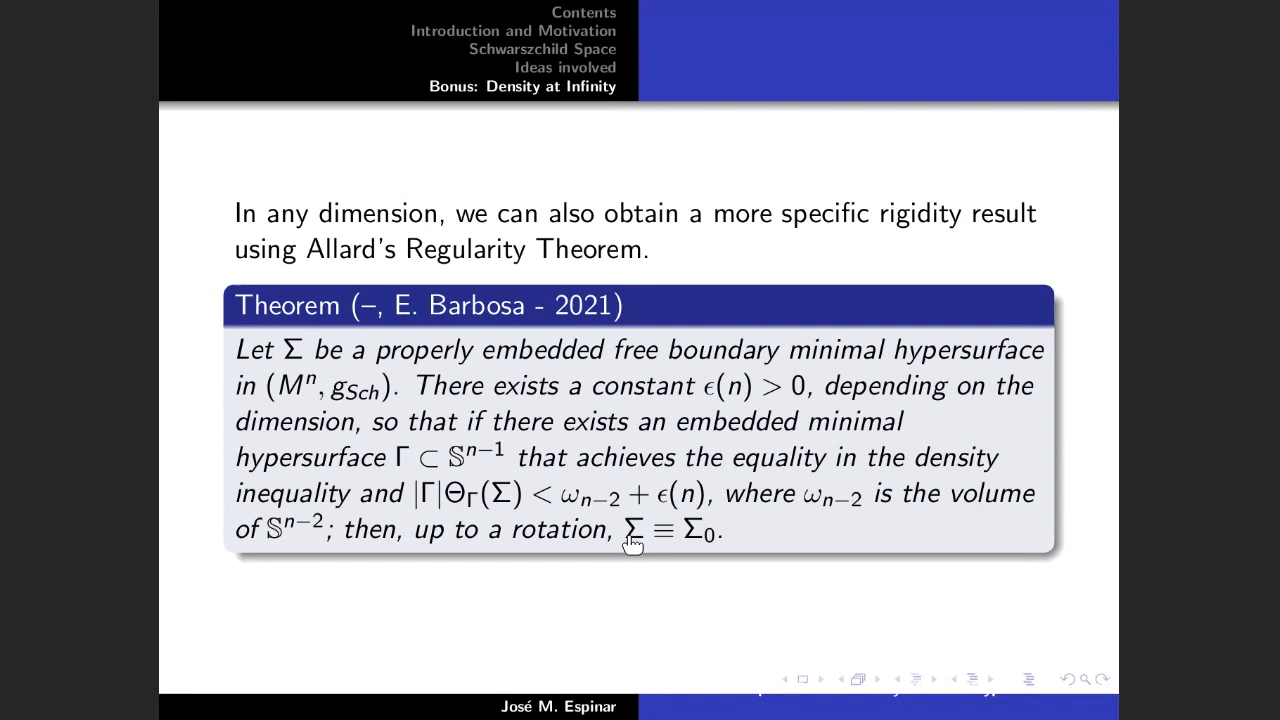 Contents
Introduction and Motivation
Schwarszchild Space
Ideas involved
Bonus: Density at Infinity
In any dimension, we can also obtain a more specific rigidity result
using Allard's Regularity Theorem.
Theorem (–, E. Barbosa - 2021)
Let Σ be a properly embedded free boundary minimal hypersurface
in (Mⁿ, g_Sch). There exists a constant ϵ(n) > 0, depending on the
dimension, so that if there exists an embedded minimal
hypersurface Γ ⊂ 𝕊ⁿ⁻¹ that achieves the equality in the density
inequality and |Γ|Θ_Γ(Σ) < ω_{n−2} + ϵ(n), where ω_{n−2} is the volume
of 𝕊ⁿ⁻²; then, up to a rotation, Σ ≡ Σ₀.
José M. Espinar